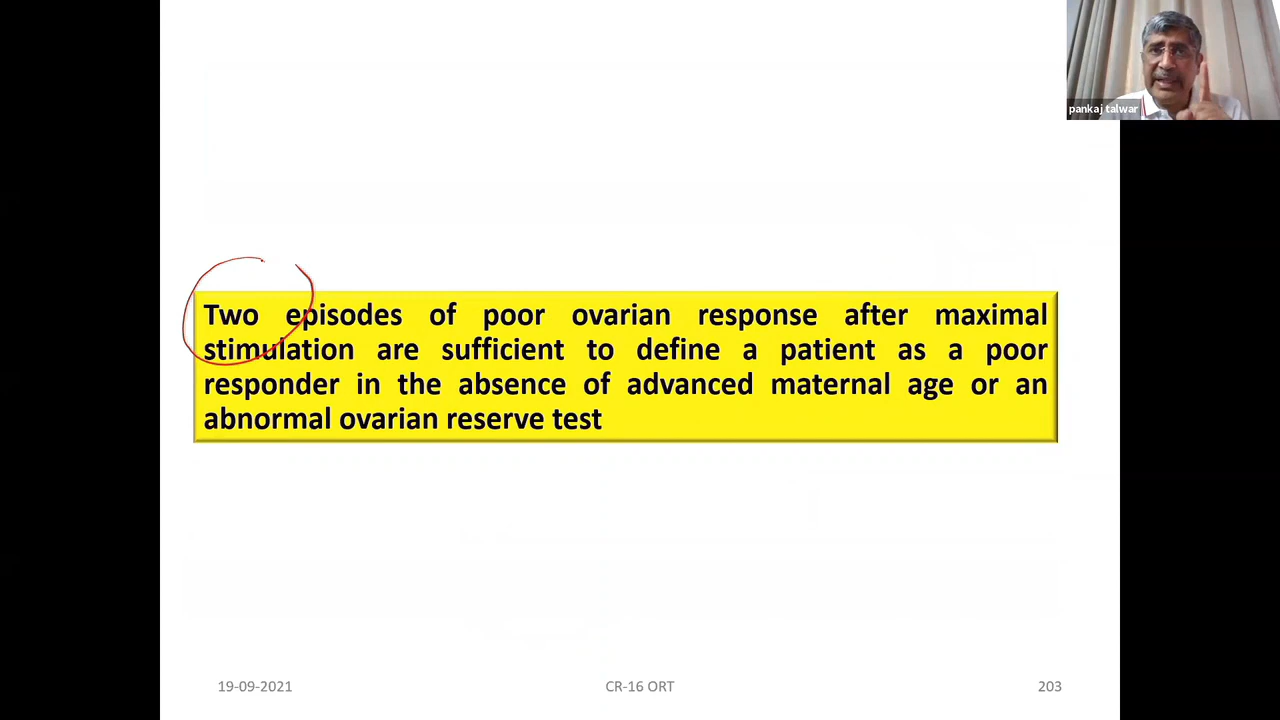 pankaj talwar
Two episodes of poor ovarian response after maximal
stimulation are sufficient to define a patient as a poor
responder in the absence of advanced maternal age or an
abnormal ovarian reserve test
19-09-2021
CR-16 ORT
203